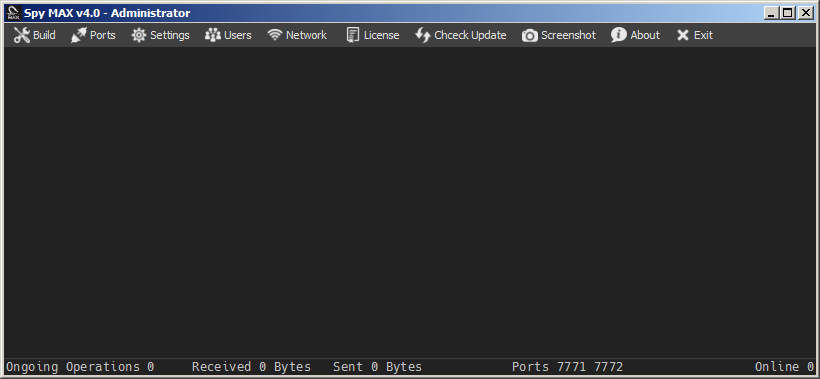 Spy MAX v4.0 - Administrator
Build Ports Settings Users Network License Chceck Update Screenshot About Exit
Ongoing Operations 0 Received 0 Bytes Sent 0 Bytes Ports 7771 7772 Online 0